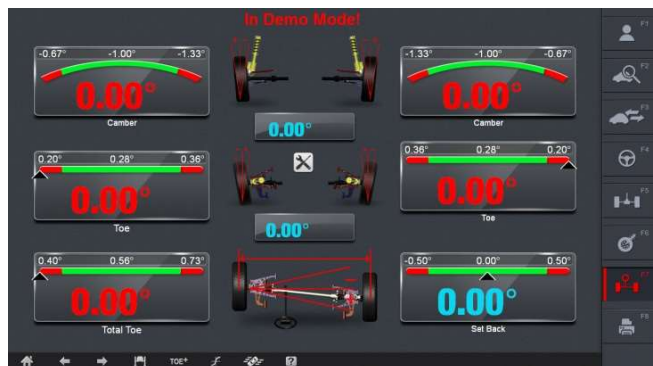 In Demo Mode!
F1
-0.67° -1.00° -1.33°
0.00°
Camber
-1.33° -1.00° -0.67°
0.00°
Camber
F2
0.00°
F3
0.20° 0.28° 0.36°
0.00°
Toe
0.36° 0.28° 0.20°
0.00°
Toe
F4
F5
0.00°
F6
0.40° 0.56° 0.73°
0.00°
Total Toe
-0.50° 0.00° 0.50°
0.00°
Set Back
F7
F8
TOE+
?